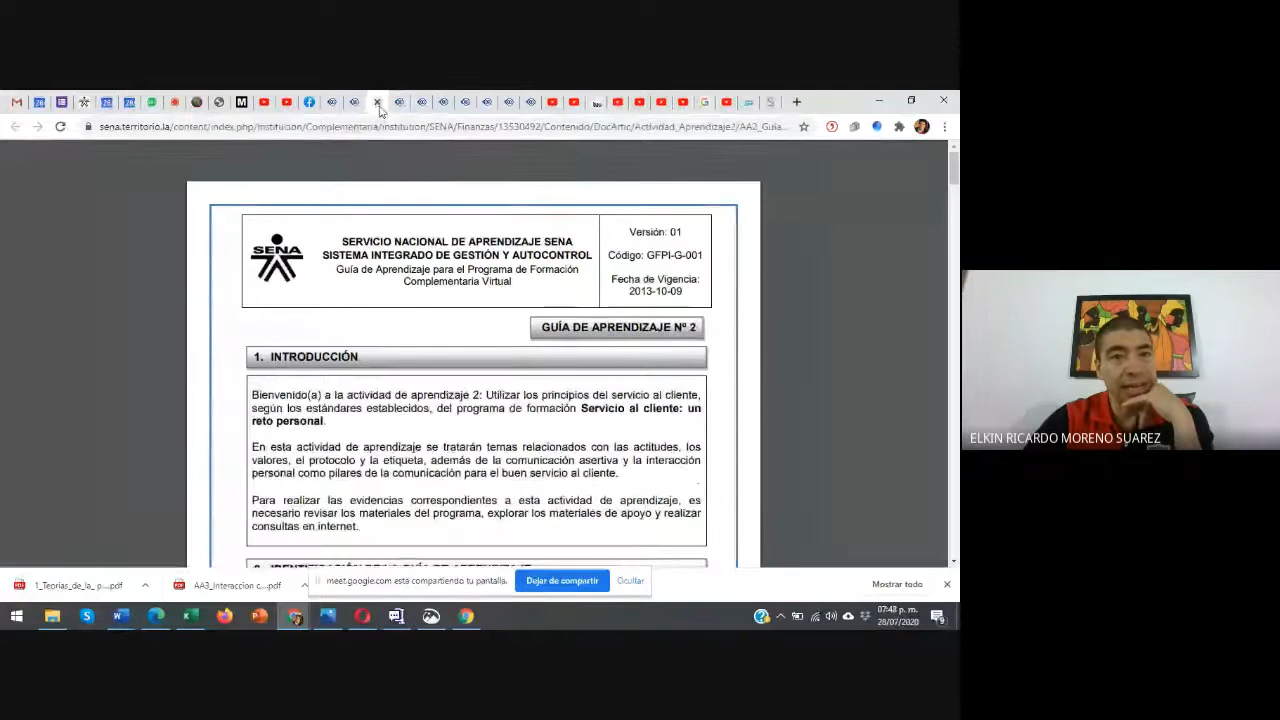 sena.territorio.la/content/index.php/institucion/Complementaria/institution/SENA/Finanzas/13530492/Contenido/DocArtic/Actividad_Aprendizaje2/AA2_Guia...
SENA
SERVICIO NACIONAL DE APRENDIZAJE SENA
SISTEMA INTEGRADO DE GESTIÓN Y AUTOCONTROL
Guía de Aprendizaje para el Programa de Formación
Complementaria Virtual
Versión: 01
Código: GFPI-G-001
Fecha de Vigencia:
2013-10-09
GUÍA DE APRENDIZAJE Nº 2
1. INTRODUCCIÓN
Bienvenido(a) a la actividad de aprendizaje 2: Utilizar los principios del servicio al cliente,
según los estándares establecidos, del programa de formación Servicio al cliente: un
reto personal.
En esta actividad de aprendizaje se tratarán temas relacionados con las actitudes, los
valores, el protocolo y la etiqueta, además de la comunicación asertiva y la interacción
personal como pilares de la comunicación para el buen servicio al cliente.
Para realizar las evidencias correspondientes a esta actividad de aprendizaje, es
necesario revisar los materiales del programa, explorar los materiales de apoyo y realizar
consultas en internet.
ELKIN RICARDO MORENO SUAREZ
1_Teorias_de_la_ p....pdf
AA3_Interaccion c....pdf
meet.google.com está compartiendo tu pantalla.
Dejar de compartir
Ocultar
Mostrar todo
07:43 p. m.
28/07/2020